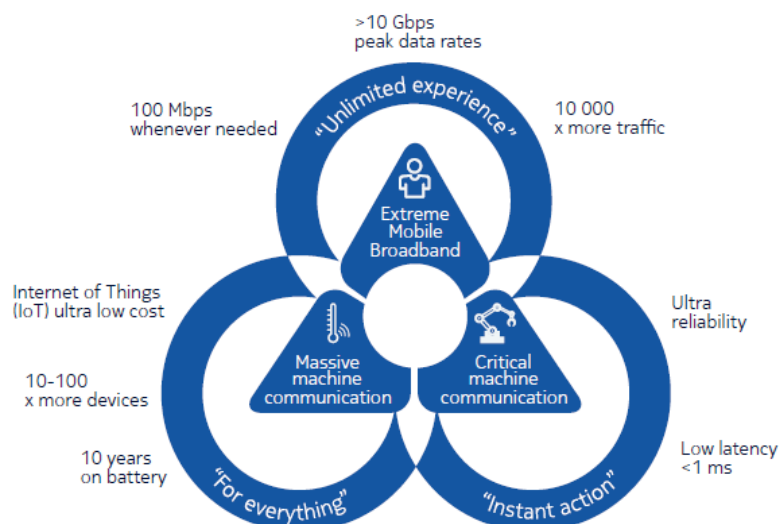 >10 Gbps
peak data rates
100 Mbps
whenever needed
"Unlimited experience"
10 000
x more traffic
Extreme
Mobile
Broadband
Internet of Things
(IoT) ultra low cost
10-100
x more devices
10 years
on battery
Massive
machine
communication
"For everything"
Critical
machine
communication
"Instant action"
Ultra
reliability
Low latency
<1 ms